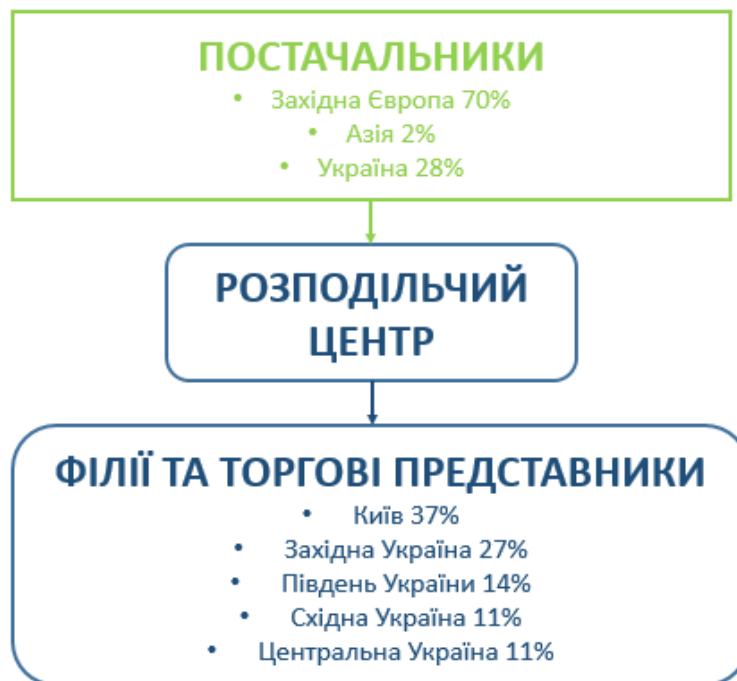 ПОСТАЧАЛЬНИКИ
• Західна Європа 70%
• Азія 2%
• Україна 28%
РОЗПОДІЛЬЧИЙ
ЦЕНТР
ФІЛІЇ ТА ТОРГОВІ ПРЕДСТАВНИКИ
• Київ 37%
• Західна Україна 27%
• Південь України 14%
• Східна Україна 11%
• Центральна Україна 11%